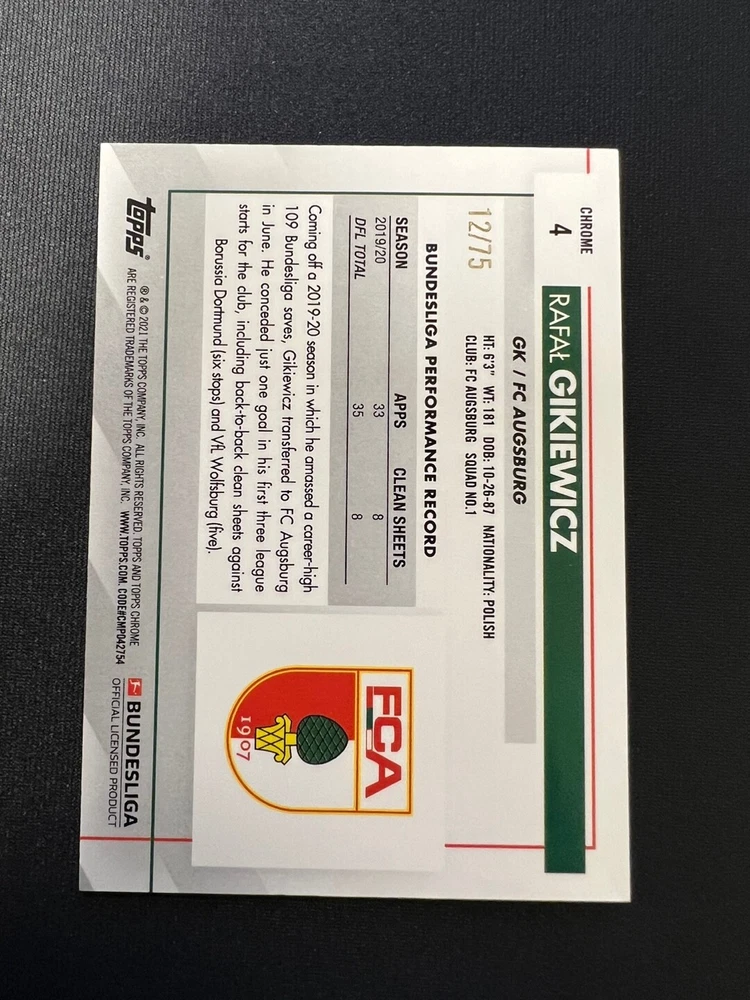 CHROME
4
RAFAŁ GIKIEWICZ
GK / FC AUGSBURG
HT: 6'3" WT: 181 DOB: 10-26-87 NATIONALITY: POLISH
CLUB: FC AUGSBURG SQUAD NO.1
12/75
BUNDESLIGA PERFORMANCE RECORD
SEASON APPS CLEAN SHEETS
2019/20 33 8
DFL TOTAL 35 8
Coming off a 2019-20 season in which he amassed a career-high
109 Bundesliga saves, Gikiewicz transferred to FC Augsburg
in June. He conceded just one goal in his first three league
starts for the club, including back-to-back clean sheets against
Borussia Dortmund (six stops) and VfL Wolfsburg (five).
FCA
1907
topps®
® & © 2021 THE TOPPS COMPANY, INC. ALL RIGHTS RESERVED. TOPPS AND TOPPS CHROME
ARE REGISTERED TRADEMARKS OF THE TOPPS COMPANY, INC. WWW.TOPPS.COM. CODE#CMP042754
BUNDESLIGA
OFFICIAL LICENSED PRODUCT